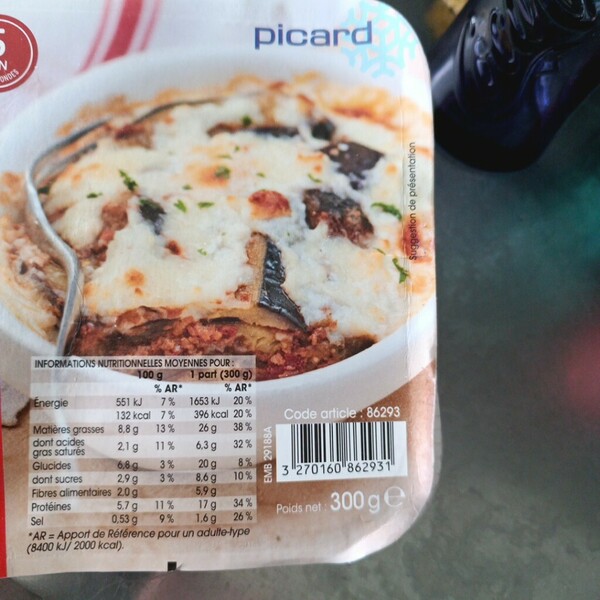 picard
Suggestion de présentation
INFORMATIONS NUTRITIONNELLES MOYENNES POUR :
100 g 1 part (300 g)
% AR* % AR*
Énergie 551 kJ 7 % 1653 kJ 20 %
132 kcal 7 % 396 kcal 20 %
Matières grasses 8,8 g 13 % 26 g 38 %
dont acides
gras saturés 2,1 g 11 % 6,3 g 32 %
Glucides 6,8 g 3 % 20 g 8 %
dont sucres 2,9 g 3 % 8,6 g 10 %
Fibres alimentaires 2,0 g 5,9 g
Protéines 5,7 g 11 % 17 g 34 %
Sel 0,53 g 9 % 1,6 g 26 %
*AR = Apport de Référence pour un adulte-type
(8400 kJ/ 2000 kcal).
Code article : 86293
EMB 29188A
3 270160 862931
Poids net : 300 g e